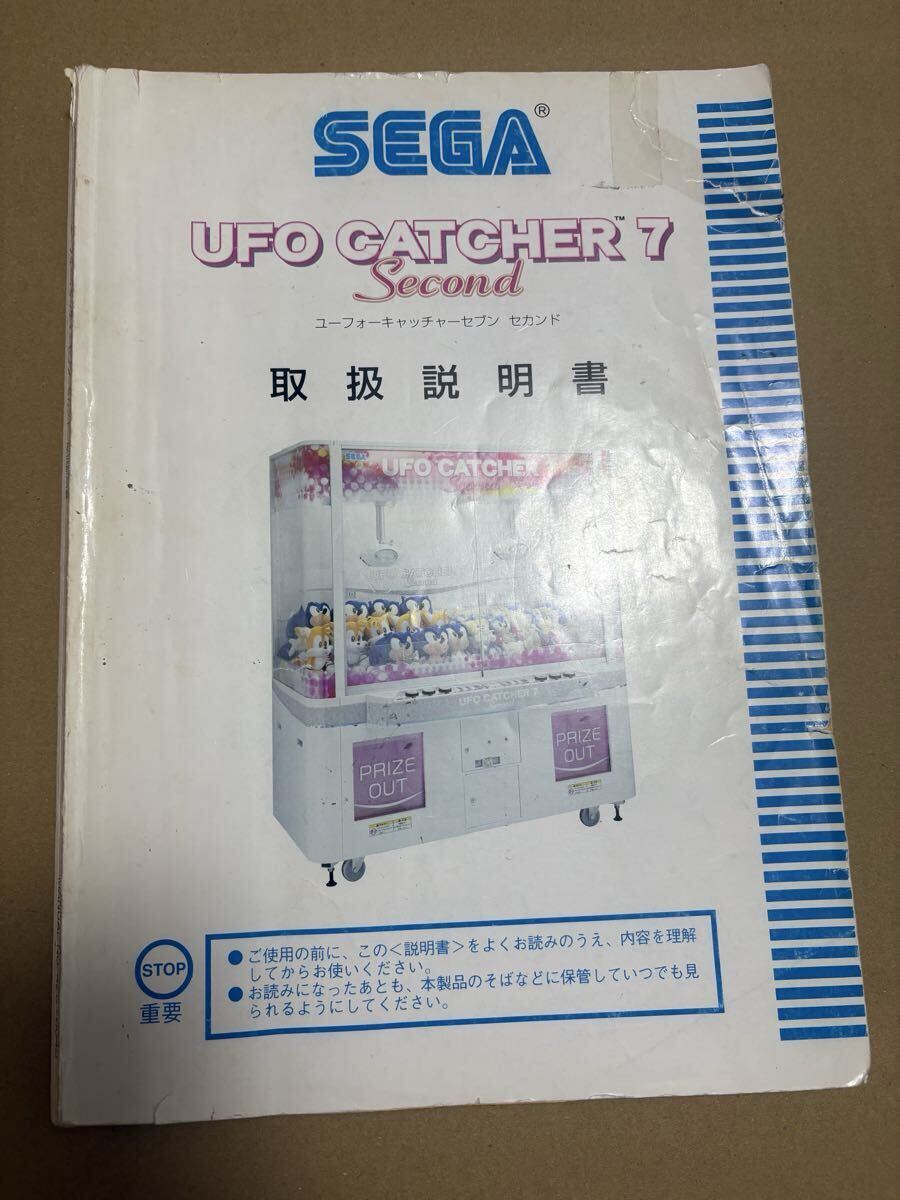 SEGA®
UFO CATCHER™ 7
Second
ユーフォーキャッチャーセブン セカンド
取扱説明書
SEGA
UFO CATCHER
UFO CATCHER 7
PRIZE
OUT
PRIZE
OUT
STOP
重要
●ご使用の前に、この<説明書>をよくお読みのうえ、内容を理解
してからお使いください。
●お読みになったあとも、本製品のそばなどに保管していつでも見
られるようにしてください。